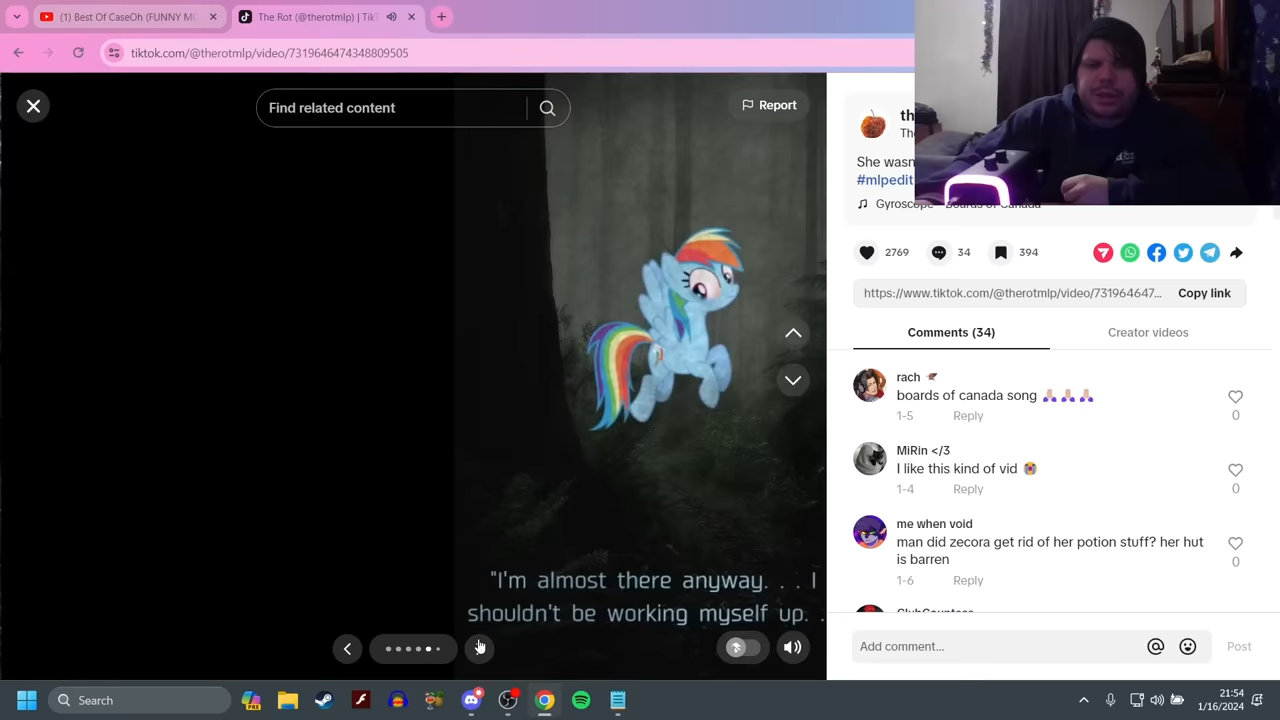 (1) Best Of CaseOh (FUNNY M
The Rot (@therotmlp) | Tik
tiktok.com/@therotmlp/video/7319646474348809505
Find related content
Report
th
The
She wasn
#mlpedit
Gyroscope
2769
34
394
https://www.tiktok.com/@therotmlp/video/731964647...
Copy link
Comments (34)
Creator videos
rach
boards of canada song 🙏🙏🙏
1-5
Reply
0
MiRin </3
I like this kind of vid 😭
1-4
Reply
0
me when void
man did zecora get rid of her potion stuff? her hut
is barren
1-6
Reply
0
"I'm almost there anyway. . . I
shouldn't be working myself up. .
Add comment...
Post
PRE
Search
21:54
1/16/2024